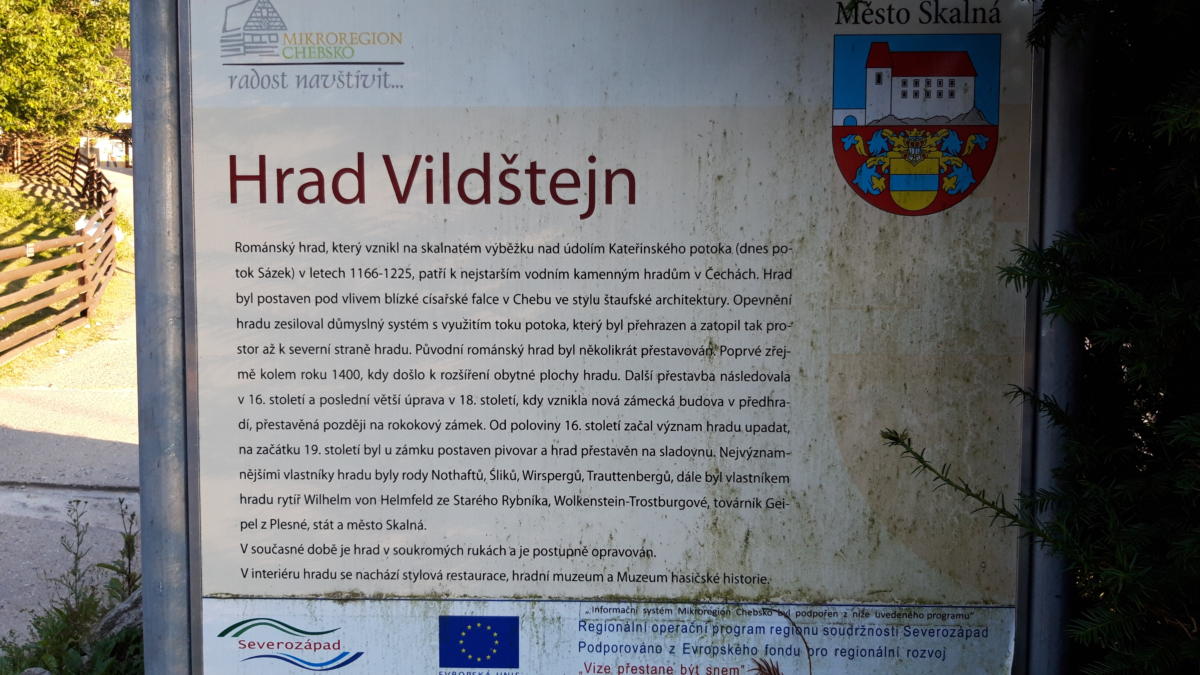 MIKROREGION
CHEBSKO
radost navštívit...
Město Skalná
Hrad Vildštejn
Románský hrad, který vznikl na skalnatém výběžku nad údolím Kateřinského potoka (dnes po-
tok Sázek) v letech 1166-1225, patří k nejstarším vodním kamenným hradům v Čechách. Hrad
byl postaven pod vlivem blízké císařské falce v Chebu ve stylu štaufské architektury. Opevnění
hradu zesiloval důmyslný systém s využitím toku potoka, který byl přehrazen a zatopil tak pro-
stor až k severní straně hradu. Původní románský hrad byl několikrát přestavován. Poprvé zřej-
mě kolem roku 1400, kdy došlo k rozšíření obytné plochy hradu. Další přestavba následovala
v 16. století a poslední větší úprava v 18. století, kdy vznikla nová zámecká budova v předhra-
dí, přestavěná později na rokokový zámek. Od poloviny 16. století začal význam hradu upadat,
na začátku 19. století byl u zámku postaven pivovar a hrad přestavěn na sladovnu. Nejvýznam-
nějšími vlastníky hradu byly rody Nothaftů, Šliků, Wirspergů, Trauttenbergů, dále byl vlastníkem
hradu rytíř Wilhelm von Helmfeld ze Starého Rybníka, Wolkenstein-Trostburgové, továrník Gei-
pel z Plesné, stát a město Skalná.
V současné době je hrad v soukromých rukách a je postupně opravován.
V interiéru hradu se nachází stylová restaurace, hradní muzeum a Muzeum hasičské historie.
9
„Informační systém Mikroregion Chebsko byl podpořen z níže uvedeného programu"
Severozápad
EVROPSKÁ UNIE
Regionální operační program regionu soudržnosti Severozápad
Podporováno z Evropského fondu pro regionální rozvoj
„Vize přestane být snem"